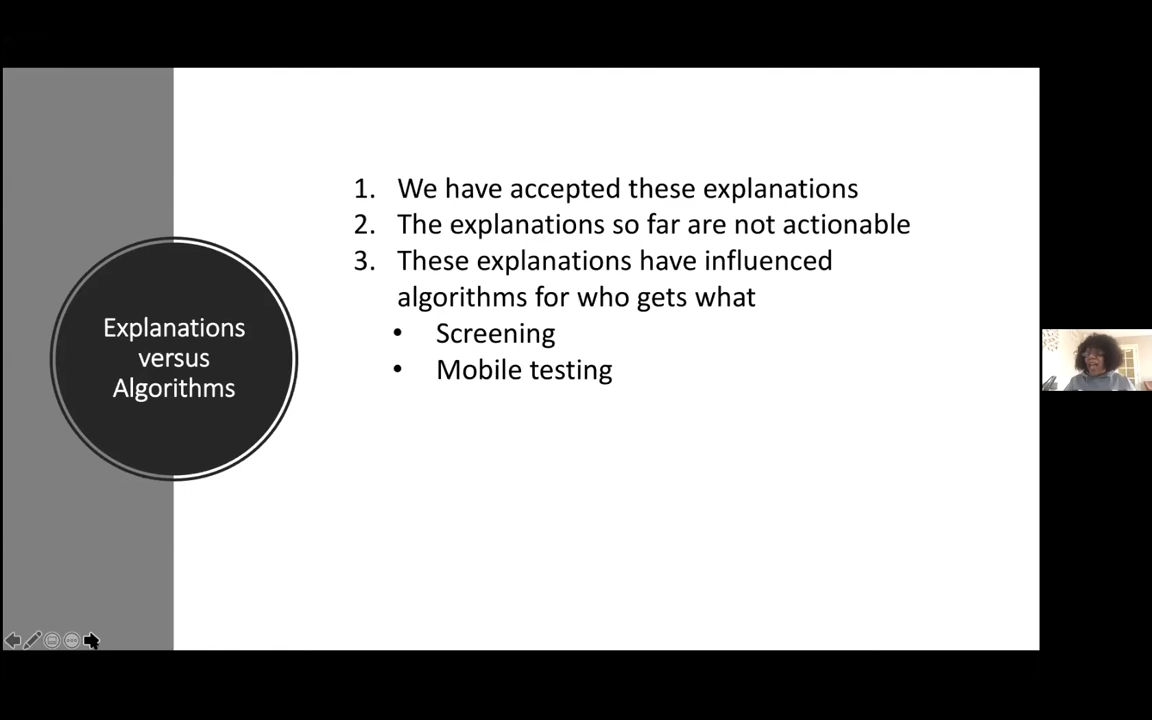 Explanations
versus
Algorithms
1. We have accepted these explanations
2. The explanations so far are not actionable
3. These explanations have influenced
algorithms for who gets what
• Screening
• Mobile testing